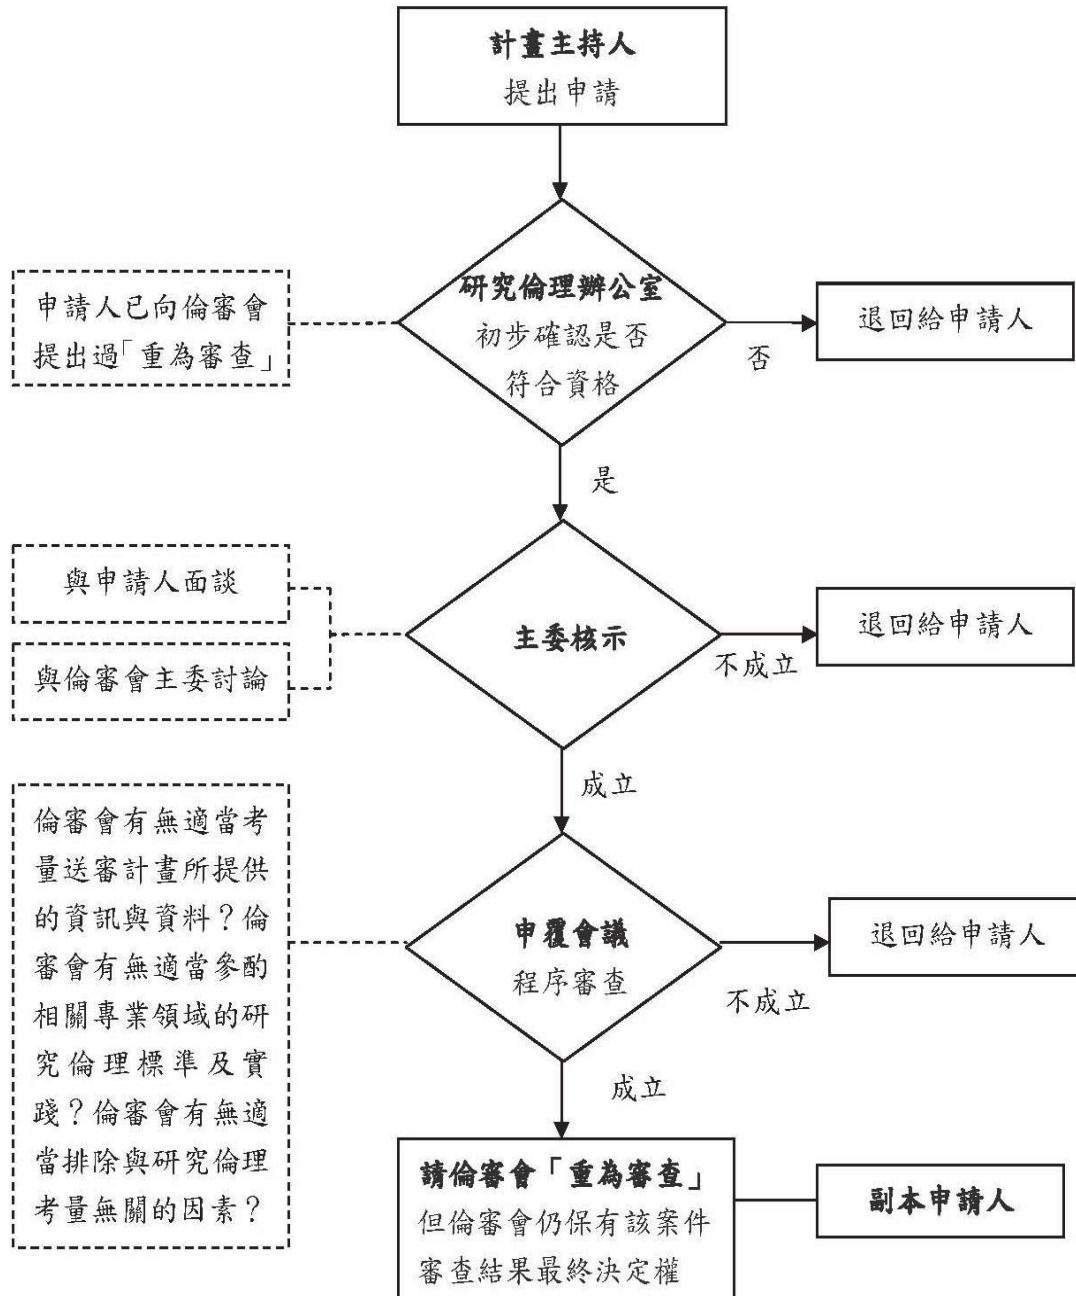 計畫主持人
提出申請
研究倫理辦公室
初步確認是否
符合資格
申請人已向倫審會
提出過「重為審查」
否
退回給申請人
是
與申請人面談
與倫審會主委討論
主委核示
不成立
退回給申請人
成立
倫審會有無適當考
量送審計畫所提供
的資訊與資料？倫
審會有無適當參酌
相關專業領域的研
究倫理標準及實
踐？倫審會有無適
當排除與研究倫理
考量無關的因素？
申覆會議
程序審查
不成立
退回給申請人
成立
請倫審會「重為審查」
但倫審會仍保有該案件
審查結果最終決定權
副本申請人